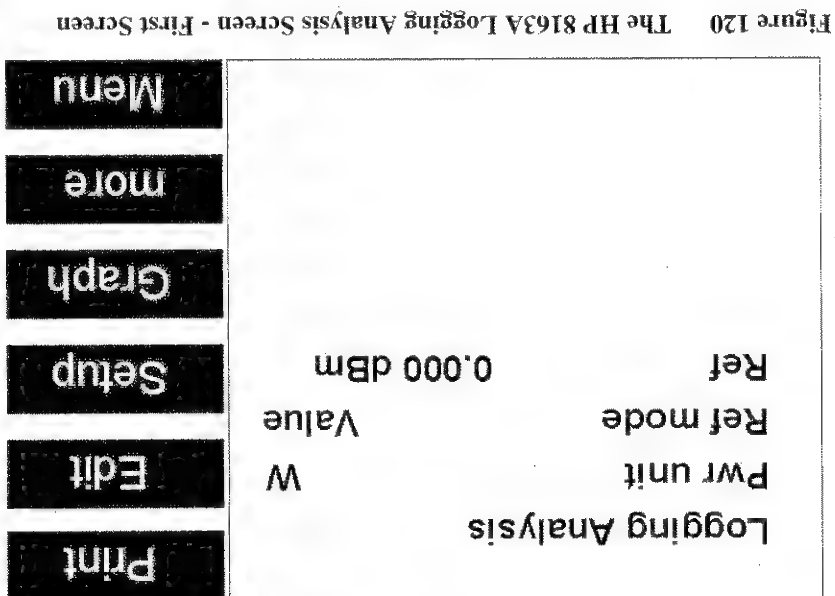 Logging Analysis
Pwr unit W
Ref mode Value
Ref 0.000 dBm
Print
Edit
Setup
Graph
more
Menu
Figure 120 The HP 8163A Logging Analysis Screen - First Screen